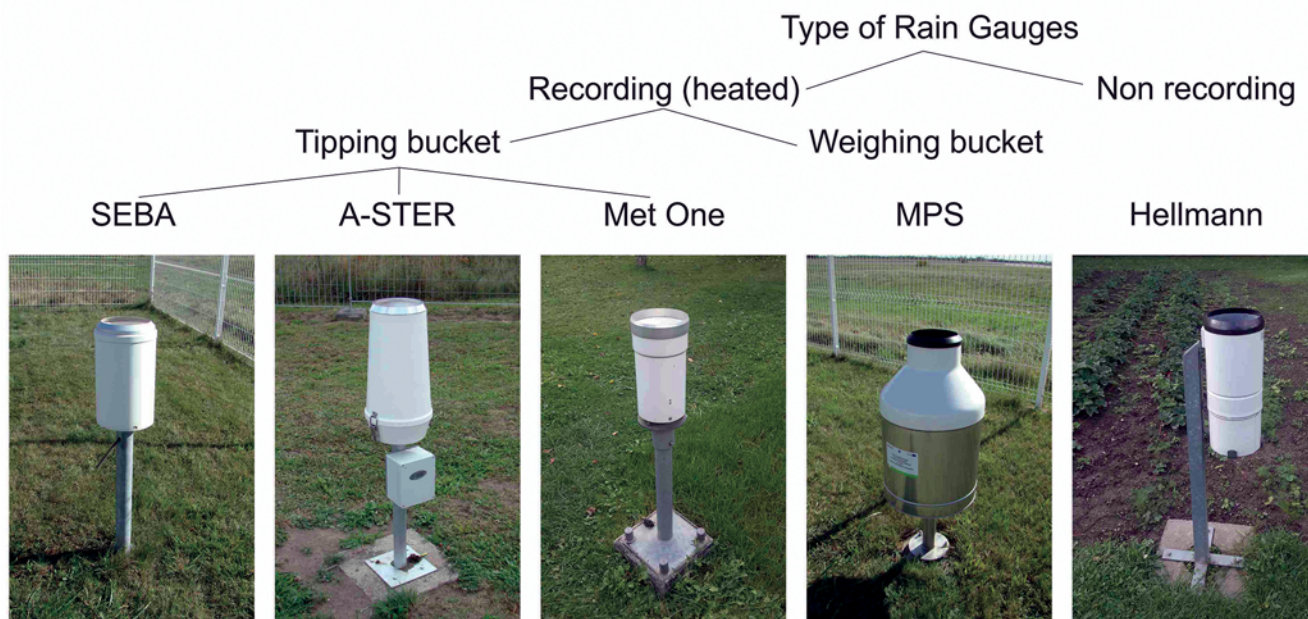 Type of Rain Gauges
Recording (heated)
Non recording
Tipping bucket
Weighing bucket
SEBA
A-STER
Met One
MPS
Hellmann